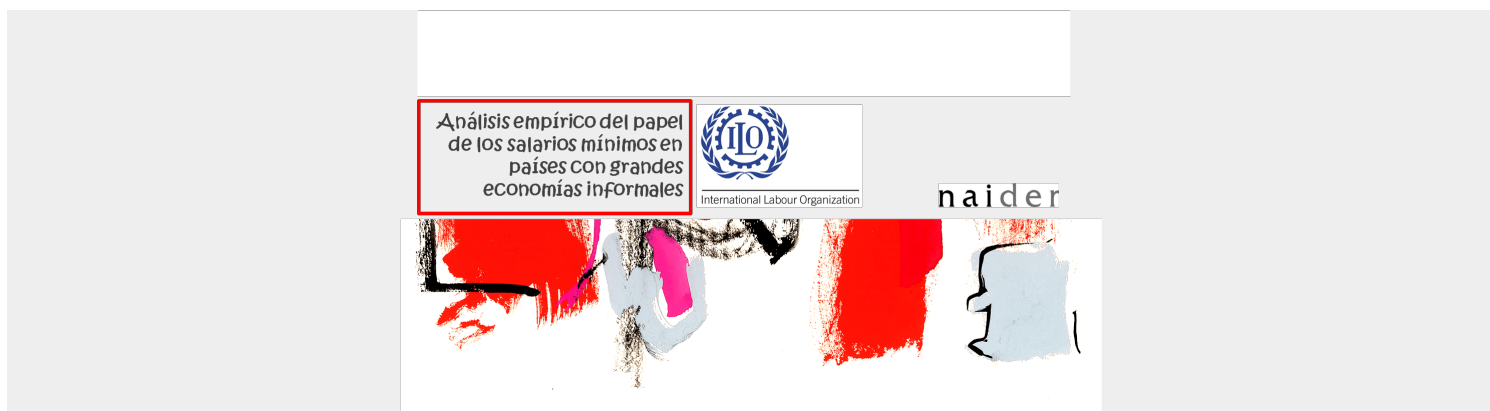 Análisis empírico del papel
de los salarios mínimos en
países con grandes
economías informales
ILO
International Labour Organization
naider